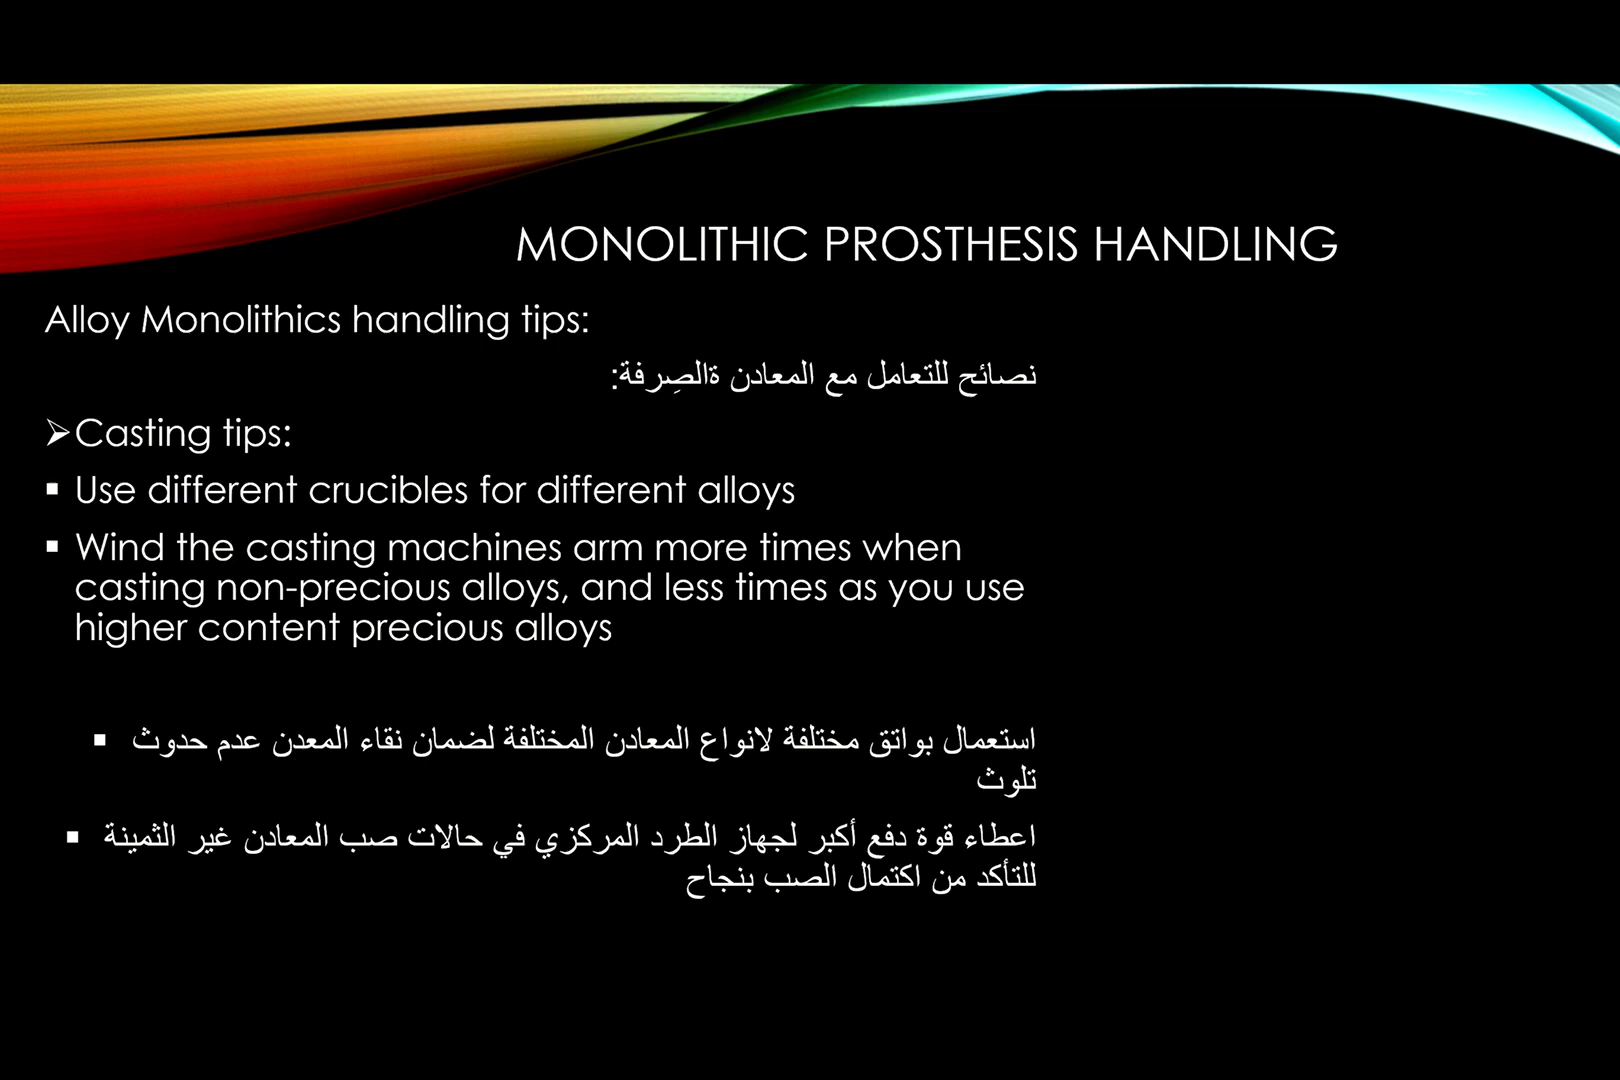 MONOLITHIC PROSTHESIS HANDLING
Alloy Monolithics handling tips:
نصائح للتعامل مع المعادن ةالصِرفة:
➢Casting tips:
▪ Use different crucibles for different alloys
▪ Wind the casting machines arm more times when
casting non-precious alloys, and less times as you use
higher content precious alloys
▪ استعمال بواتق مختلفة لانواع المعادن المختلفة لضمان نقاء المعدن عدم حدوث
تلوث
▪ اعطاء قوة دفع أكبر لجهاز الطرد المركزي في حالات صب المعادن غير الثمينة
للتأكد من اكتمال الصب بنجاح